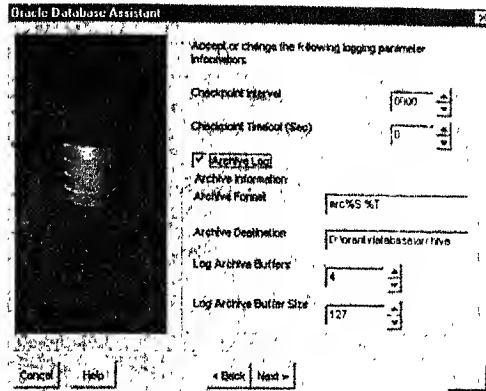 Oracle Database Assistant
Accept or change the following logging parameter
information:
Checkpoint Interval
Checkpoint Timeout (Sec)
0
Archive Log
Archive Information
Archive Format
arc%S %T
Archive Destination
Log Archive Buffers
4
Log Archive Buffer Size
127
Cancel Help < Back Next >